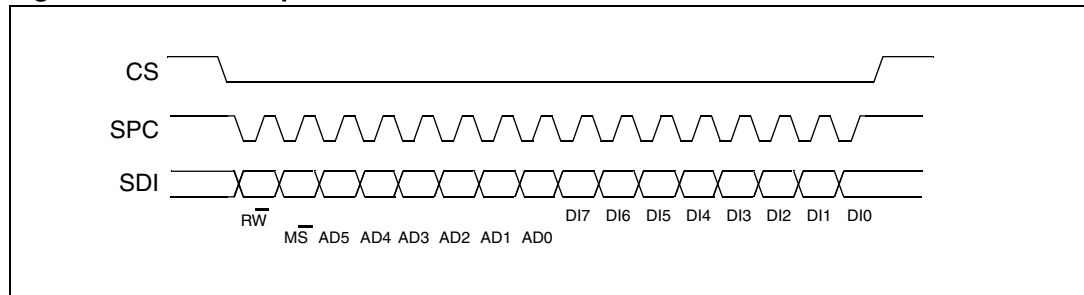 CS
SPC
SDI
RW̅ DI7 DI6 DI5 DI4 DI3 DI2 DI1 DI0
MS̅ AD5 AD4 AD3 AD2 AD1 AD0